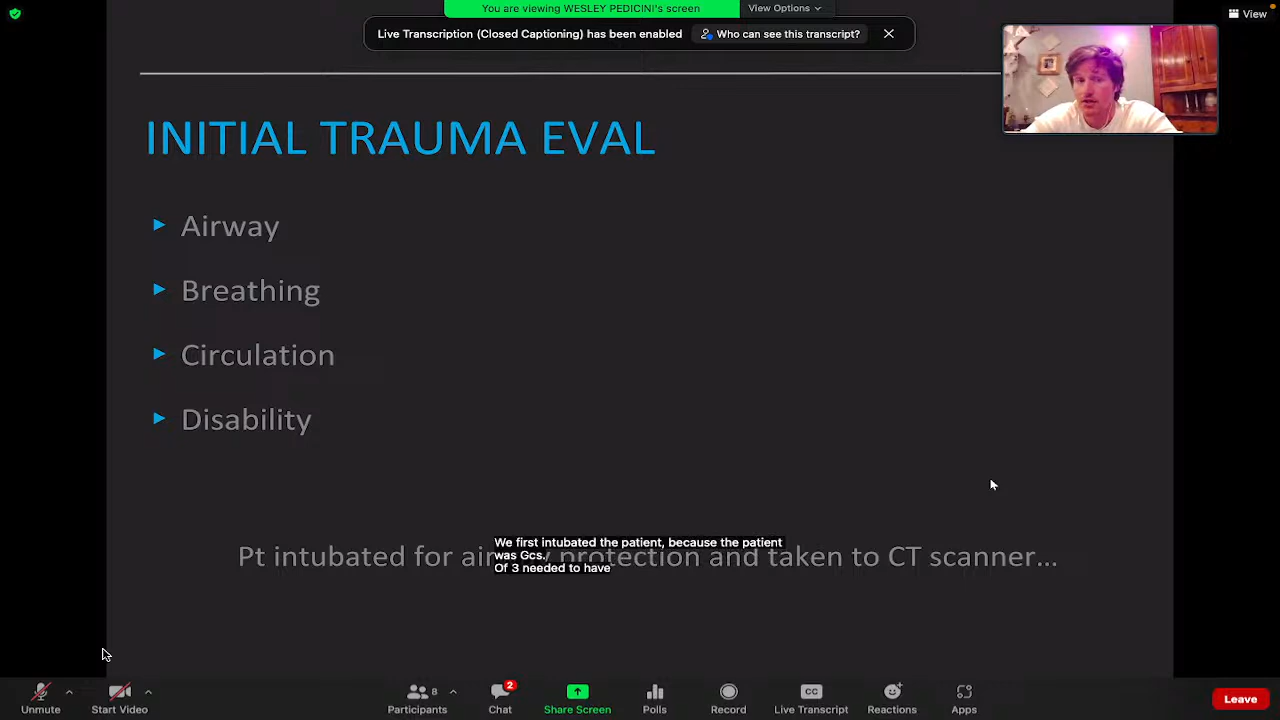 You are viewing WESLEY PEDICINI's screen
View Options
View
Live Transcription (Closed Captioning) has been enabled
Who can see this transcript?
INITIAL TRAUMA EVAL
Airway
Breathing
Circulation
Disability
We first intubated the patient, because the patient
was Gcs.
Of 3 needed to have
Pt intubated for airway protection and taken to CT scanner…
Unmute
Start Video
8
Participants
2
Chat
Share Screen
Polls
Record
CC
Live Transcript
Reactions
Apps
Leave